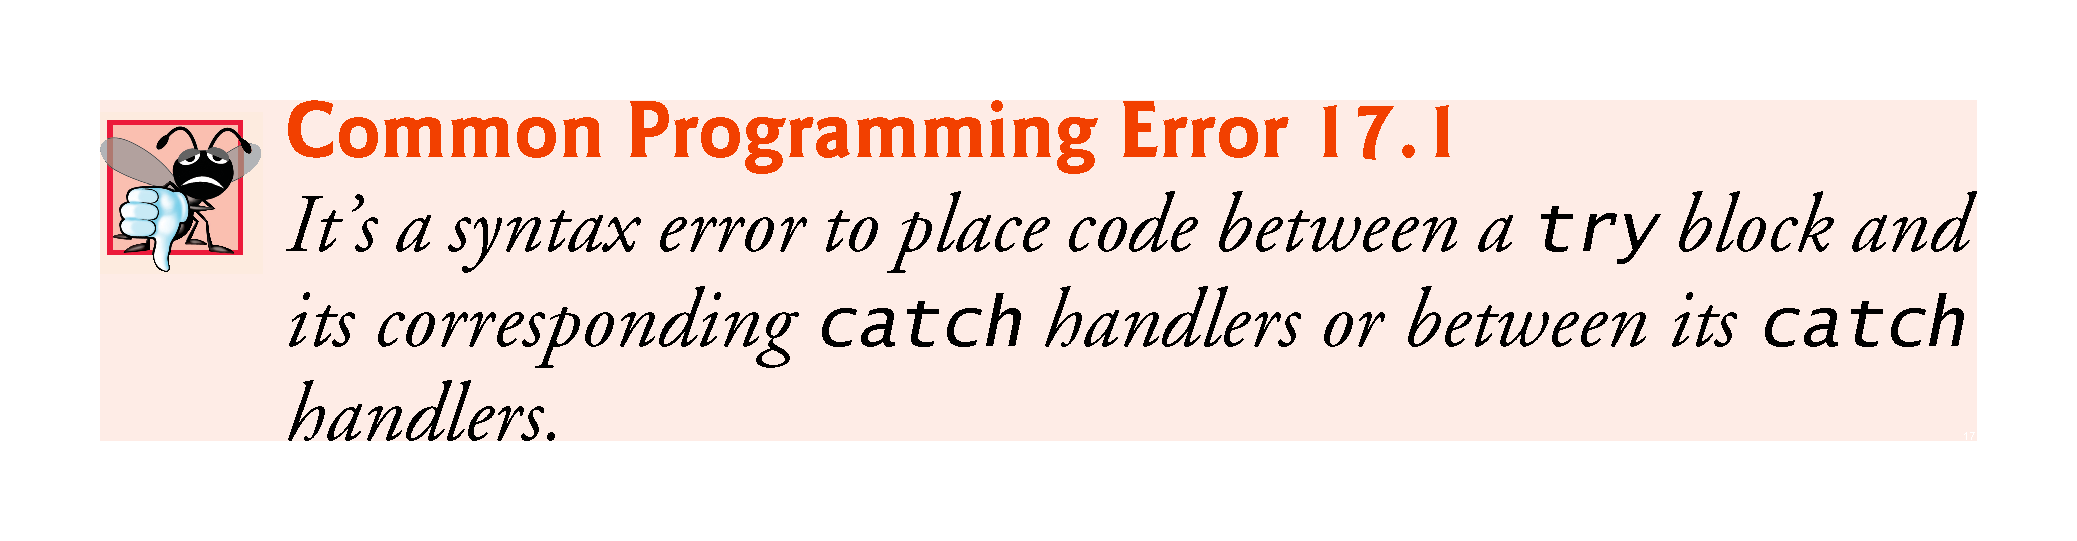 Common Programming Error 17.1
It’s a syntax error to place code between a try block and
its corresponding catch handlers or between its catch
handlers.
17